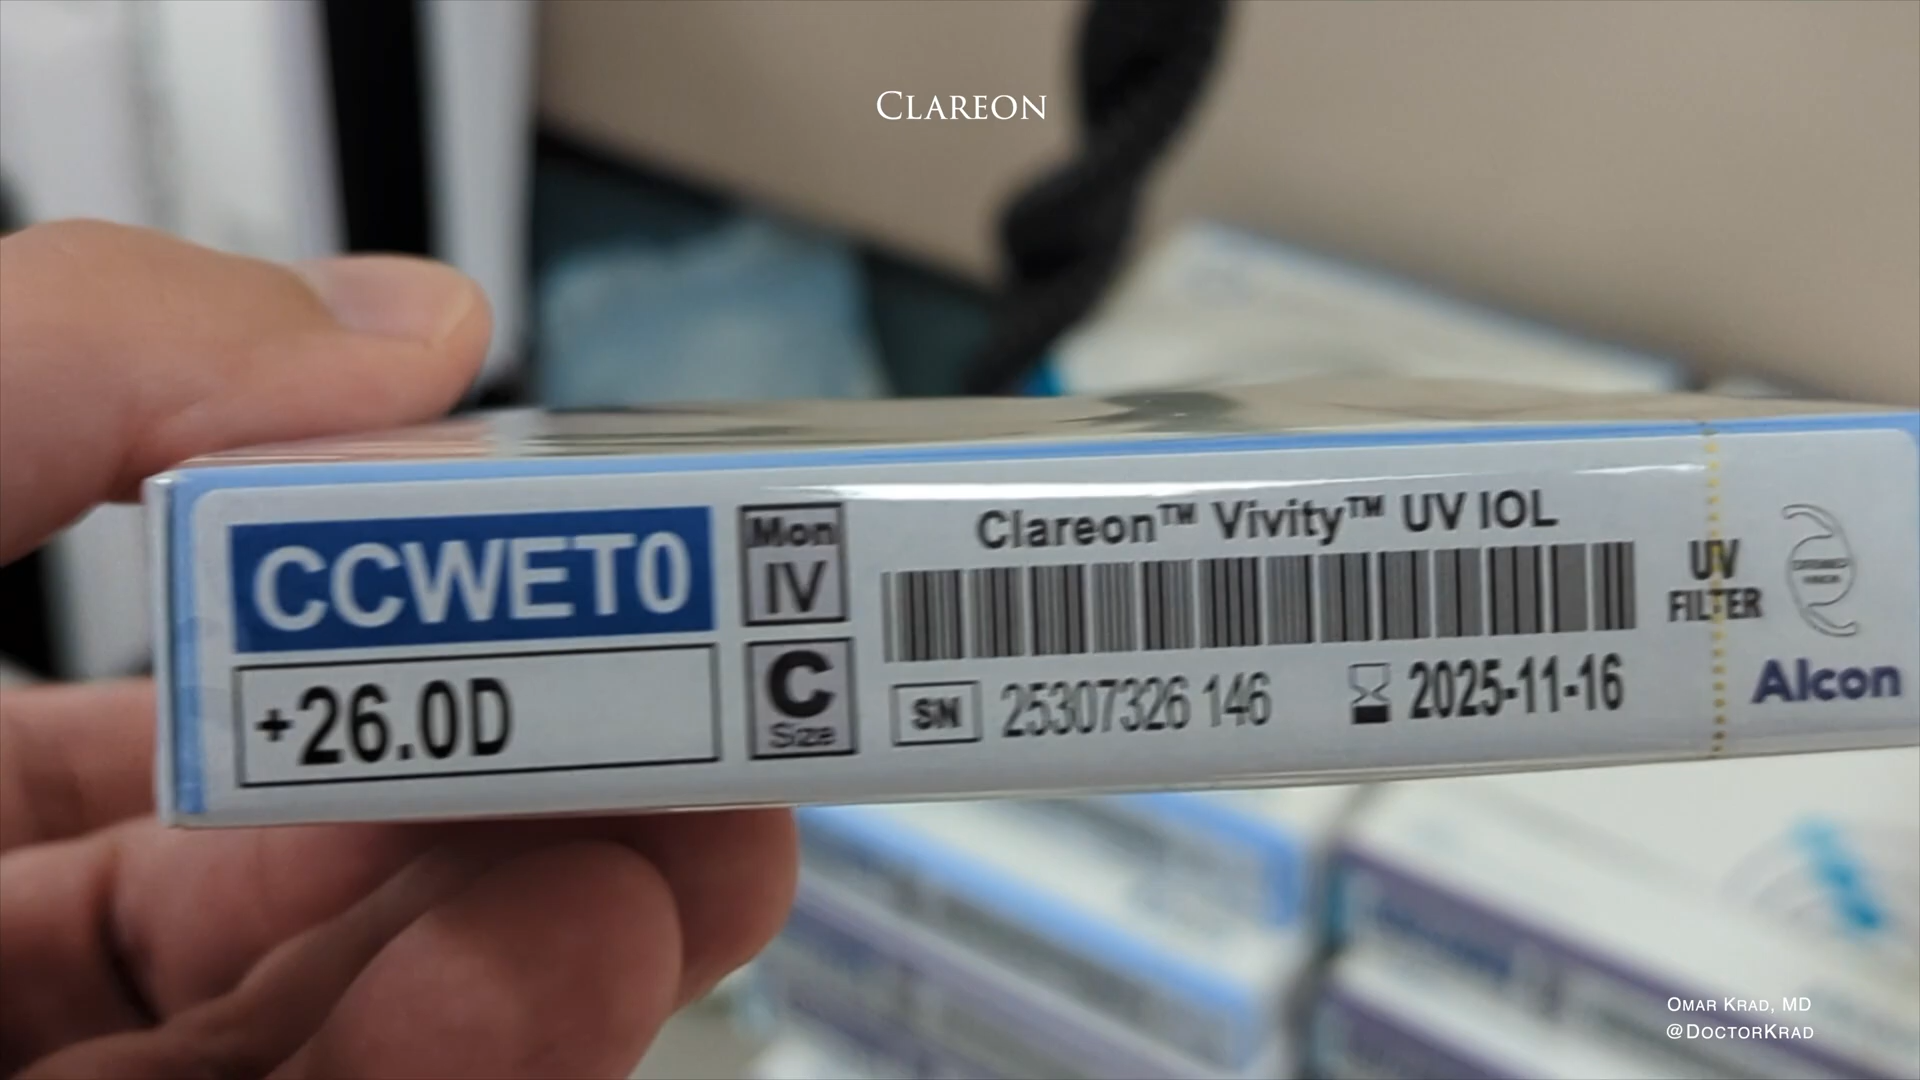 CLAREON
CCWET0
+26.0D
Mon
IV
C
Size
Clareon™ Vivity™ UV IOL
SN 25307326 146
2025-11-16
UV
FILTER
Alcon
OMAR KRAD, MD
@DOCTORKRAD